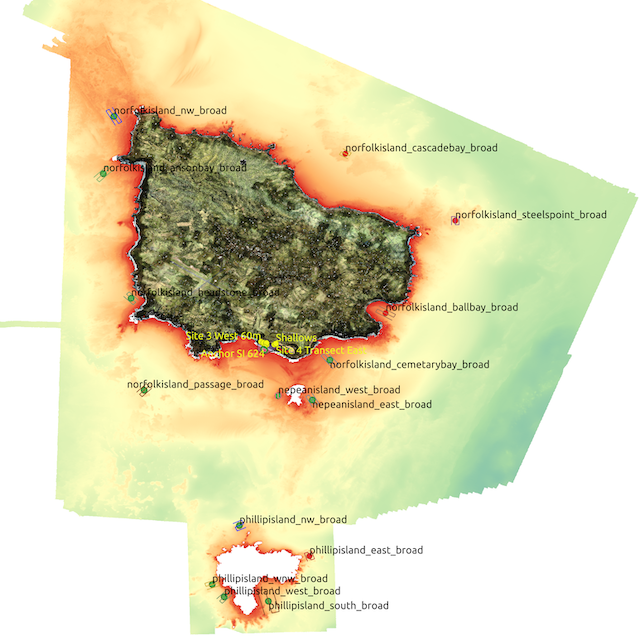 norfolkisland_nw_broad
norfolkisland_cascadebay_broad
norfolkisland_ansonbay_broad
norfolkisland_steelspoint_broad
norfolkisland_headstone_broad
norfolkisland_ballbay_broad
Site 3 West 60m
Shallows
Anchor SI 624
Site 4 Transect East
norfolkisland_cemetarybay_broad
norfolkisland_passage_broad
nepeanisland_west_broad
nepeanisland_east_broad
phillipisland_nw_broad
phillipisland_east_broad
phillipisland_wnw_broad
phillipisland_west_broad
phillipisland_south_broad